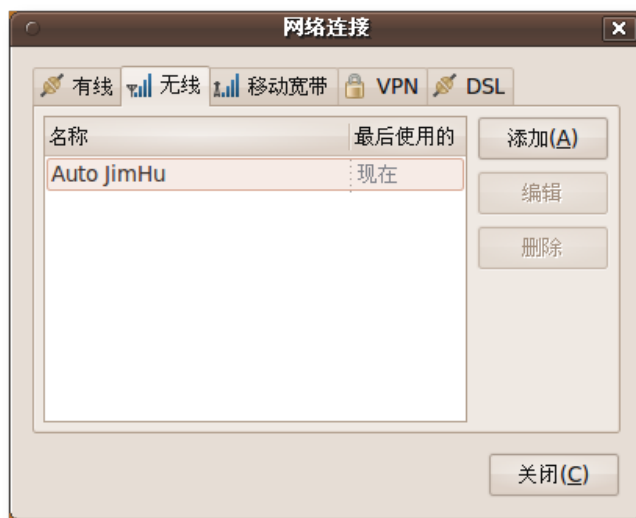 网络连接
有线 无线 移动宽带 VPN DSL
名称 最后使用的 添加(A)
Auto JimHu 现在
编辑
删除
关闭(C)